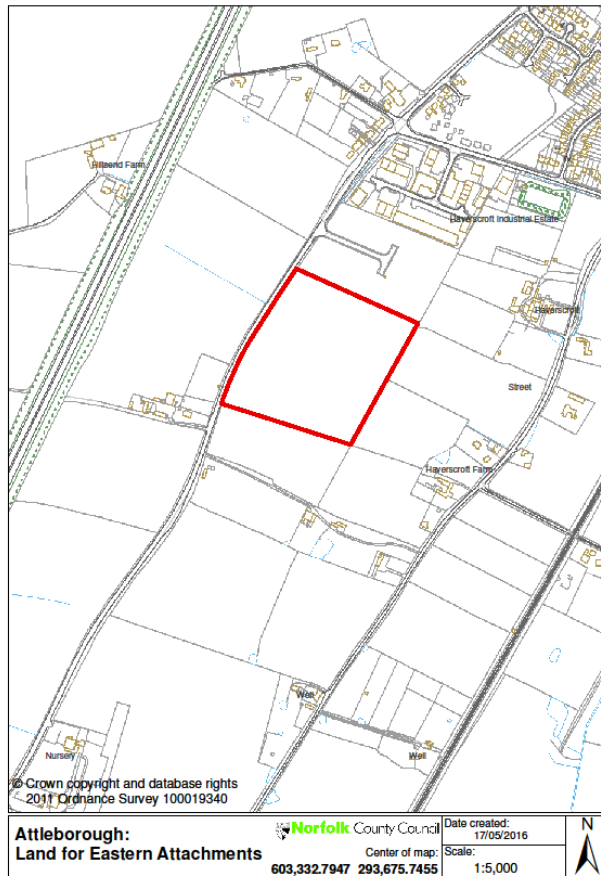 Hillsend Farm
Haverscroft Industrial Estate
Haverscroft
Street
Haverscroft Farm
Well
Nursery
Well
© Crown copyright and database rights
2011 Ordnance Survey 100019340
Attleborough:
Land for Eastern Attachments
Norfolk County Council
Center of map:
603,332.7947 293,675.7455
Date created:
17/05/2016
Scale:
1:5,000
N